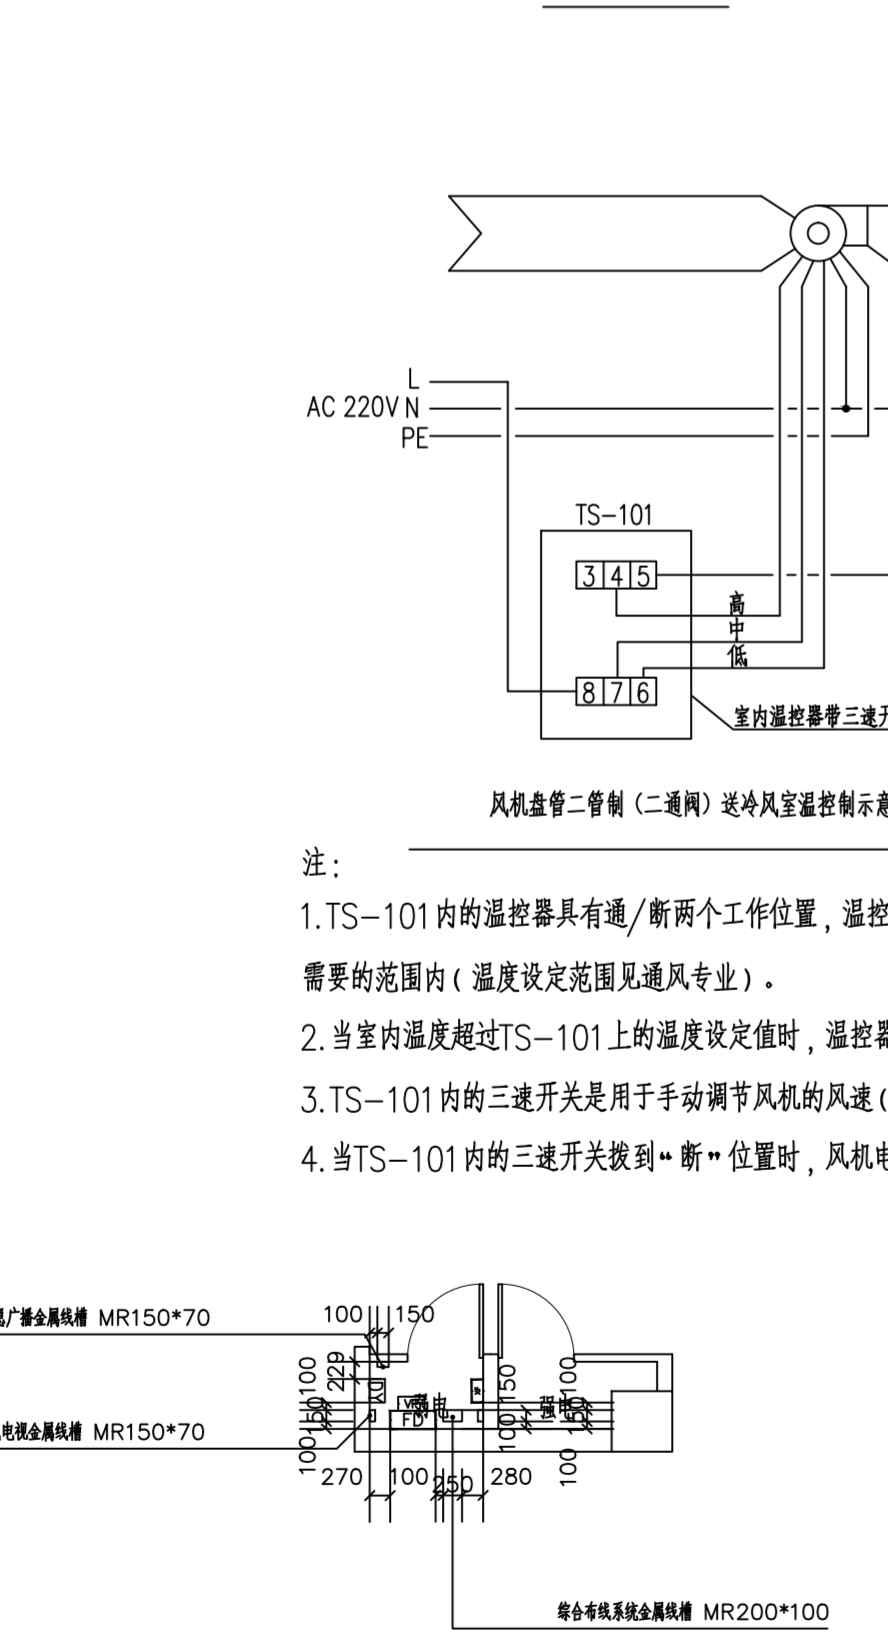 L
AC 220V N
PE
TS-101
3 4 5
高
中
低
8 7 6
室内温控器带三速开
风机盘管二管制（二通阀）送冷风室温控制示意
注：
1.TS-101内的温控器具有通/断两个工作位置，温控
需要的范围内(温度设定范围见通风专业)。
2.当室内温度超过TS-101上的温度设定值时，温控器
3.TS-101内的三速开关是用于手动调节风机的风速(
4.当TS-101内的三速开关拨到“断”位置时，风机电
广播金属线槽 MR150*70
100 150
229
100
150
100
DY
弱电
FD
150
100
强电
100
150
100
电视金属线槽 MR150*70
270 100 250 280
综合布线系统金属线槽 MR200*100